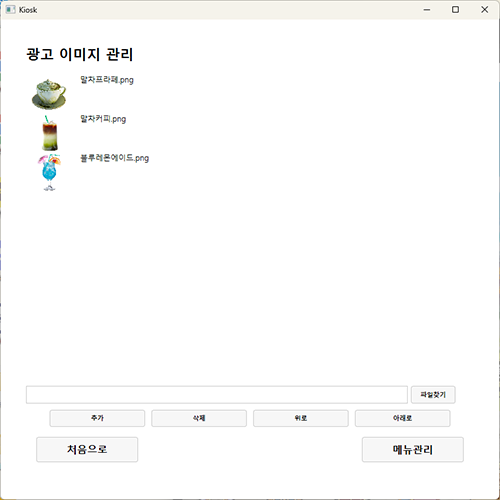 Kiosk
광고 이미지 관리
말차프라페.png
말차커피.png
블루레몬에이드.png
파일찾기
추가 삭제 위로 아래로
처음으로 메뉴관리